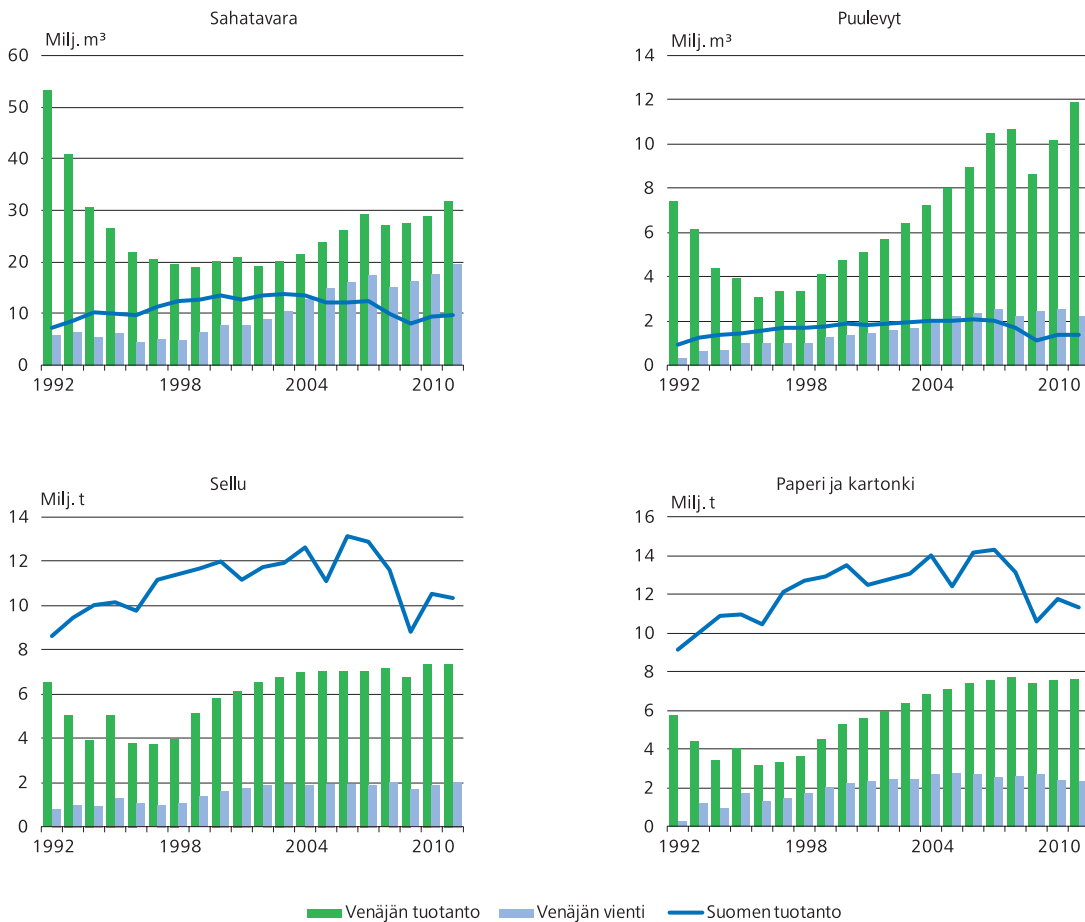 Sahatavara
Milj. m³
60
50
40
30
20
10
0
1992 1998 2004 2010
Puulevyt
Milj. m³
14
12
10
8
6
4
2
0
1992 1998 2004 2010
Sellu
Milj. t
14
12
10
8
6
4
2
0
1992 1998 2004 2010
Paperi ja kartonki
Milj. t
16
14
12
10
8
6
4
2
0
1992 1998 2004 2010
Venäjän tuotanto Venäjän vienti Suomen tuotanto